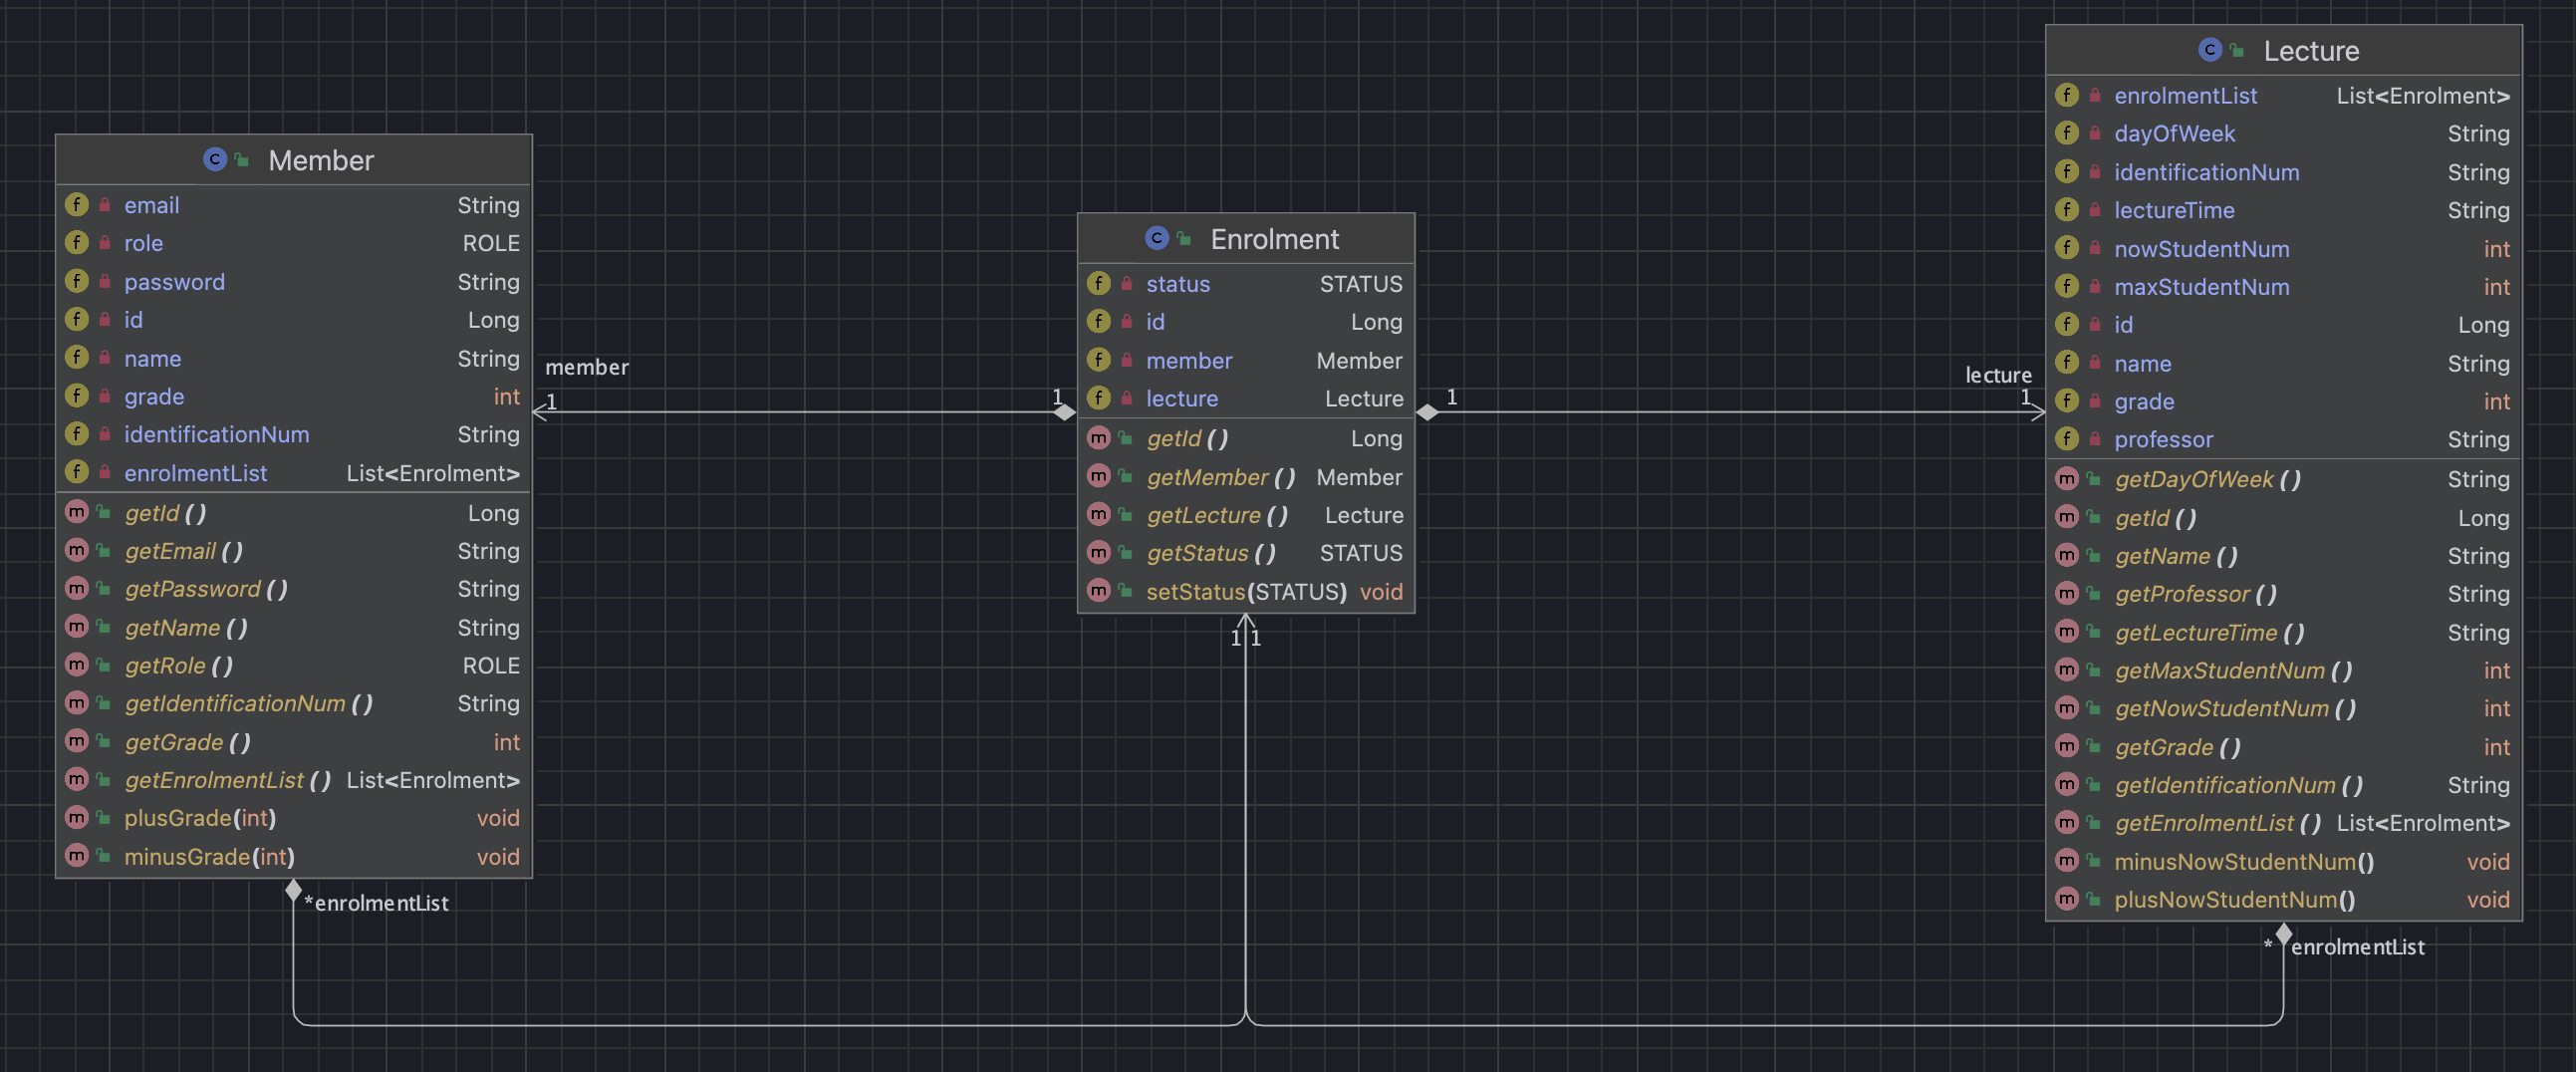 Member
email String
role ROLE
password String
id Long
name String
grade int
identificationNum String
enrolmentList List<Enrolment>
getId () Long
getEmail () String
getPassword () String
getName () String
getRole () ROLE
getIdentificationNum () String
getGrade () int
getEnrolmentList () List<Enrolment>
plusGrade(int) void
minusGrade(int) void
*enrolmentList
member
1
1
Enrolment
status STATUS
id Long
member Member
lecture Lecture
getId () Long
getMember () Member
getLecture () Lecture
getStatus () STATUS
setStatus(STATUS) void
1 1
1
lecture
1
Lecture
enrolmentList List<Enrolment>
dayOfWeek String
identificationNum String
lectureTime String
nowStudentNum int
maxStudentNum int
id Long
name String
grade int
professor String
getDayOfWeek () String
getId () Long
getName () String
getProfessor () String
getLectureTime () String
getMaxStudentNum () int
getNowStudentNum () int
getGrade () int
getIdentificationNum () String
getEnrolmentList () List<Enrolment>
minusNowStudentNum() void
plusNowStudentNum() void
* enrolmentList